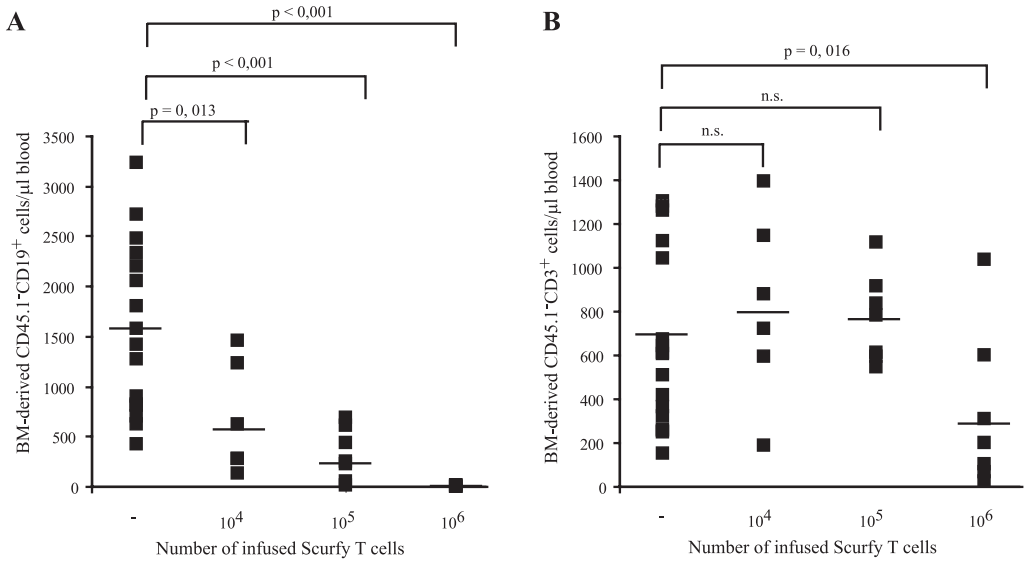 A
p < 0,001
p < 0,001
p = 0, 013
BM-derived CD45.1⁻CD19⁺ cells/μl blood
3500
3000
2500
2000
1500
1000
500
0
- 10⁴ 10⁵ 10⁶
Number of infused Scurfy T cells
B
p = 0, 016
n.s.
n.s.
BM-derived CD45.1⁻CD3⁺ cells/μl blood
1600
1400
1200
1000
800
600
400
200
0
- 10⁴ 10⁵ 10⁶
Number of infused Scurfy T cells